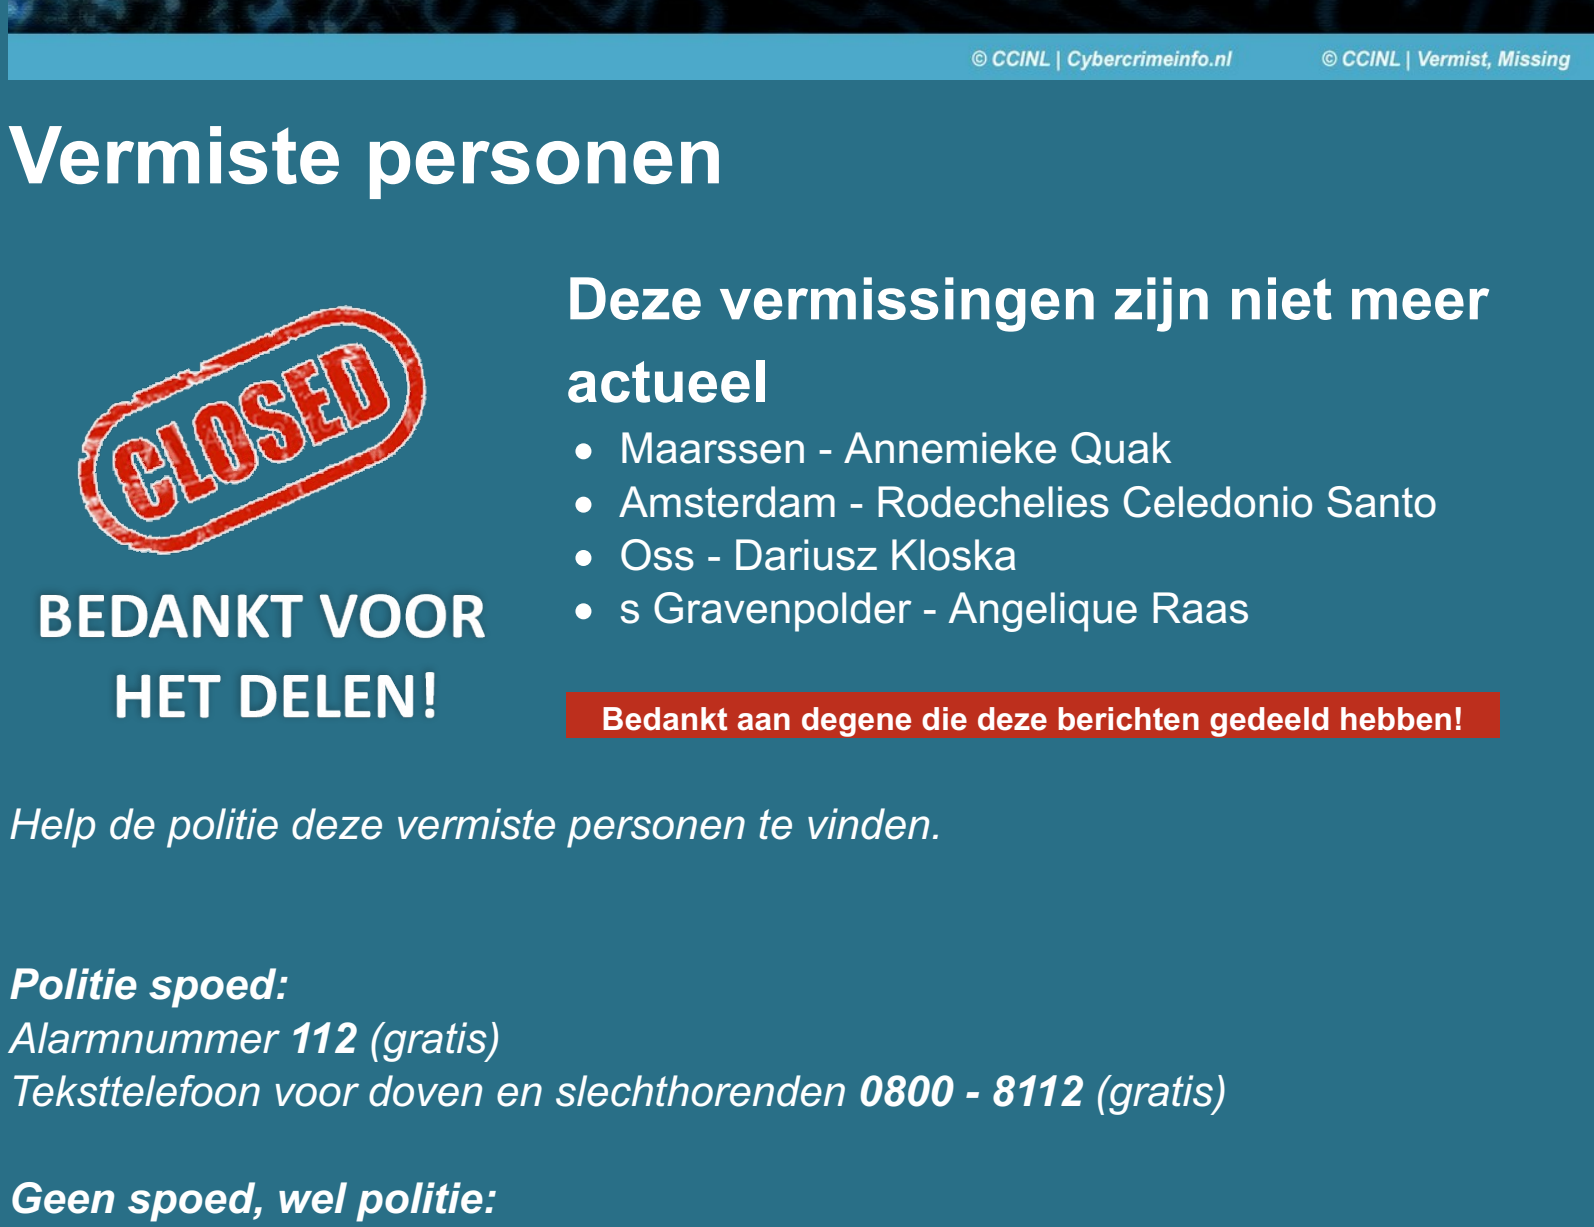 © CCINL | Cybercrimeinfo.nl © CCINL | Vermist, Missing
Vermiste personen
CLOSED
BEDANKT VOOR
HET DELEN!
Deze vermissingen zijn niet meer
actueel
• Maarssen - Annemieke Quak
• Amsterdam - Rodechelies Celedonio Santo
• Oss - Dariusz Kloska
• s Gravenpolder - Angelique Raas
Bedankt aan degene die deze berichten gedeeld hebben!
Help de politie deze vermiste personen te vinden.
Politie spoed:
Alarmnummer 112 (gratis)
Teksttelefoon voor doven en slechthorenden 0800 - 8112 (gratis)
Geen spoed, wel politie: